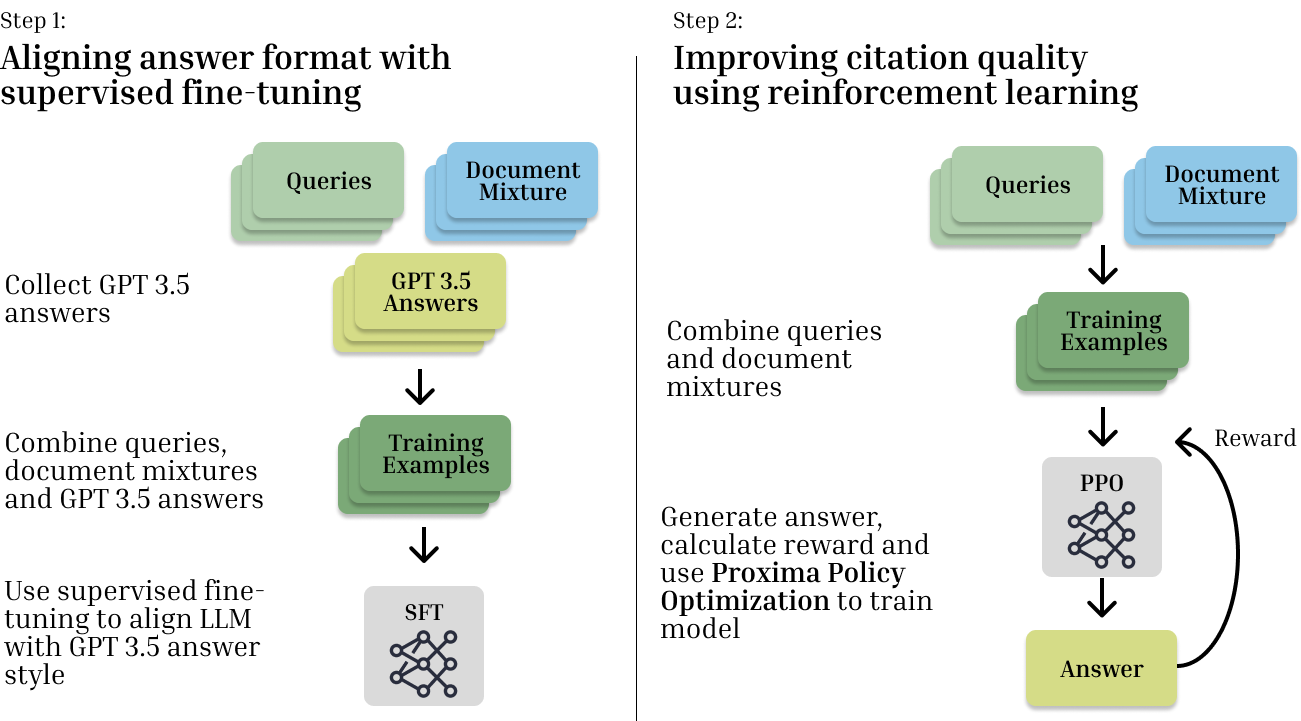 Step 1:
Aligning answer format with
supervised fine-tuning
Queries
Document
Mixture
Collect GPT 3.5
answers
GPT 3.5
Answers
Combine queries,
document mixtures
and GPT 3.5 answers
Training
Examples
Use supervised fine-
tuning to align LLM
with GPT 3.5 answer
style
SFT
Step 2:
Improving citation quality
using reinforcement learning
Queries
Document
Mixture
Combine queries
and document
mixtures
Training
Examples
Reward
PPO
Generate answer,
calculate reward and
use Proxima Policy
Optimization to train
model
Answer